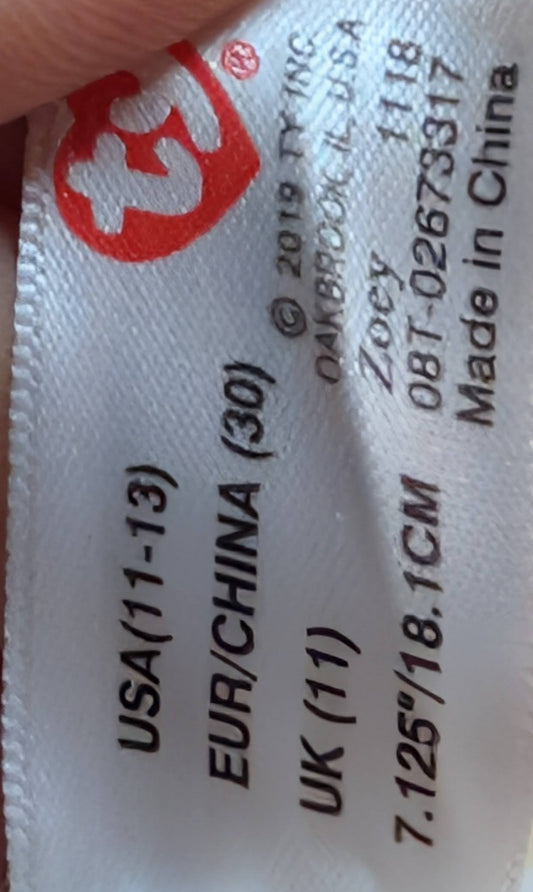 ty®
© 2019 TY INC.
OAKBROOK IL, USA
Zoey 1118
08T-02673317
Made in China
USA(11-13)
EUR/CHINA (30)
UK (11)
7.125"/18.1CM